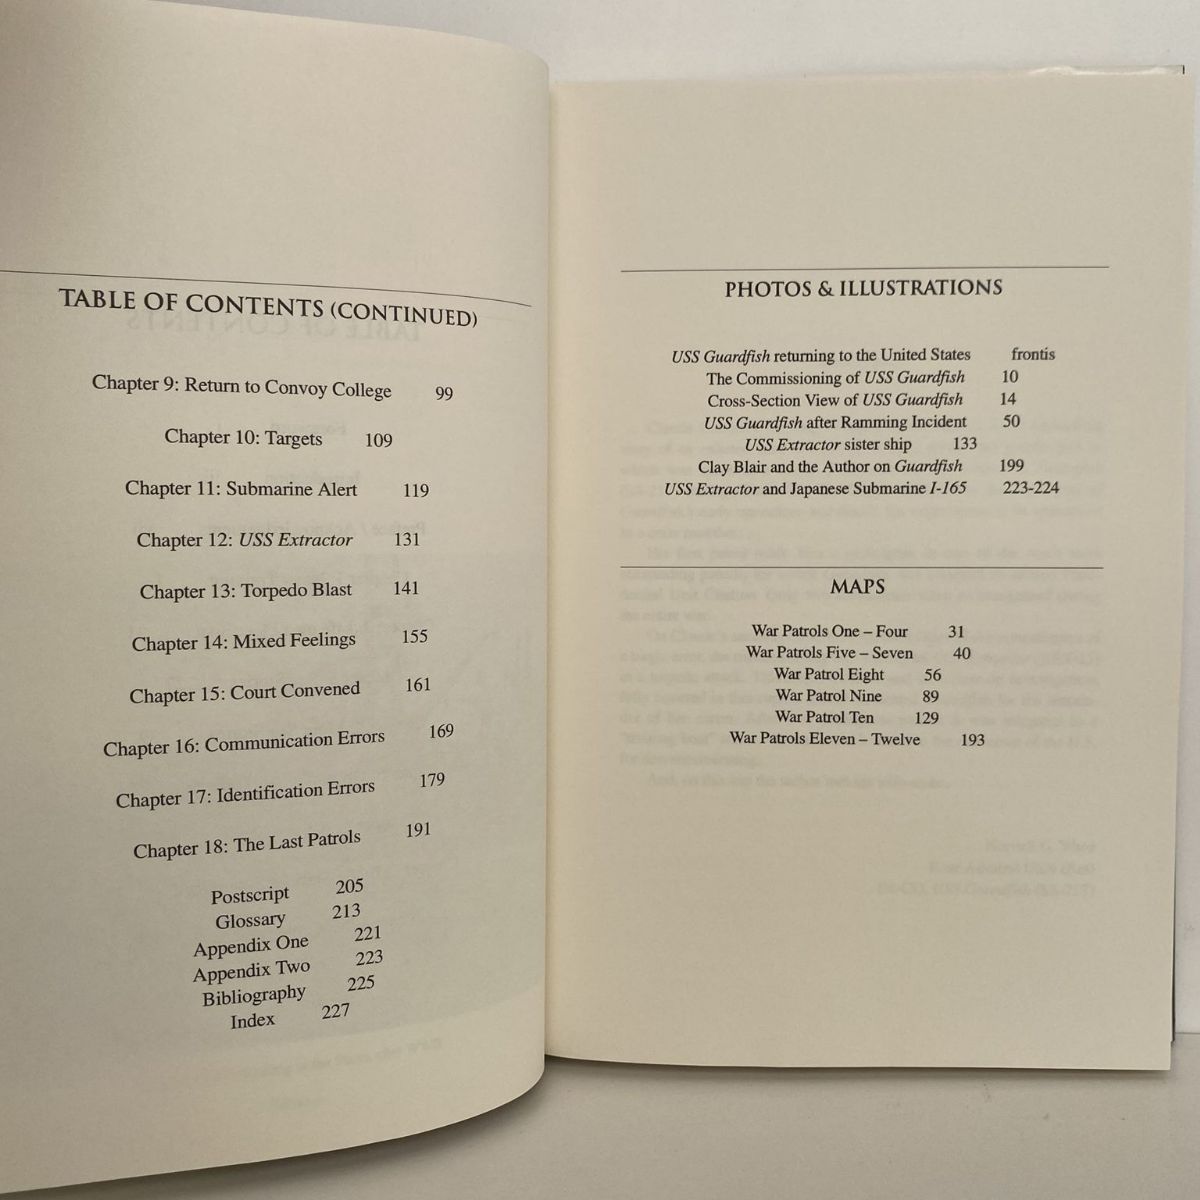 TABLE OF CONTENTS (CONTINUED)
Chapter 9: Return to Convoy College 99
Chapter 10: Targets 109
Chapter 11: Submarine Alert 119
Chapter 12: USS Extractor 131
Chapter 13: Torpedo Blast 141
Chapter 14: Mixed Feelings 155
Chapter 15: Court Convened 161
Chapter 16: Communication Errors 169
Chapter 17: Identification Errors 179
Chapter 18: The Last Patrols 191
Postscript 205
Glossary 213
Appendix One 221
Appendix Two 223
Bibliography 225
Index 227
PHOTOS & ILLUSTRATIONS
USS Guardfish returning to the United States frontis
The Commissioning of USS Guardfish 10
Cross-Section View of USS Guardfish 14
USS Guardfish after Ramming Incident 50
USS Extractor sister ship 133
Clay Blair and the Author on Guardfish 199
USS Extractor and Japanese Submarine I-165 223-224
MAPS
War Patrols One – Four 31
War Patrols Five – Seven 40
War Patrol Eight 56
War Patrol Nine 89
War Patrol Ten 129
War Patrols Eleven – Twelve 193